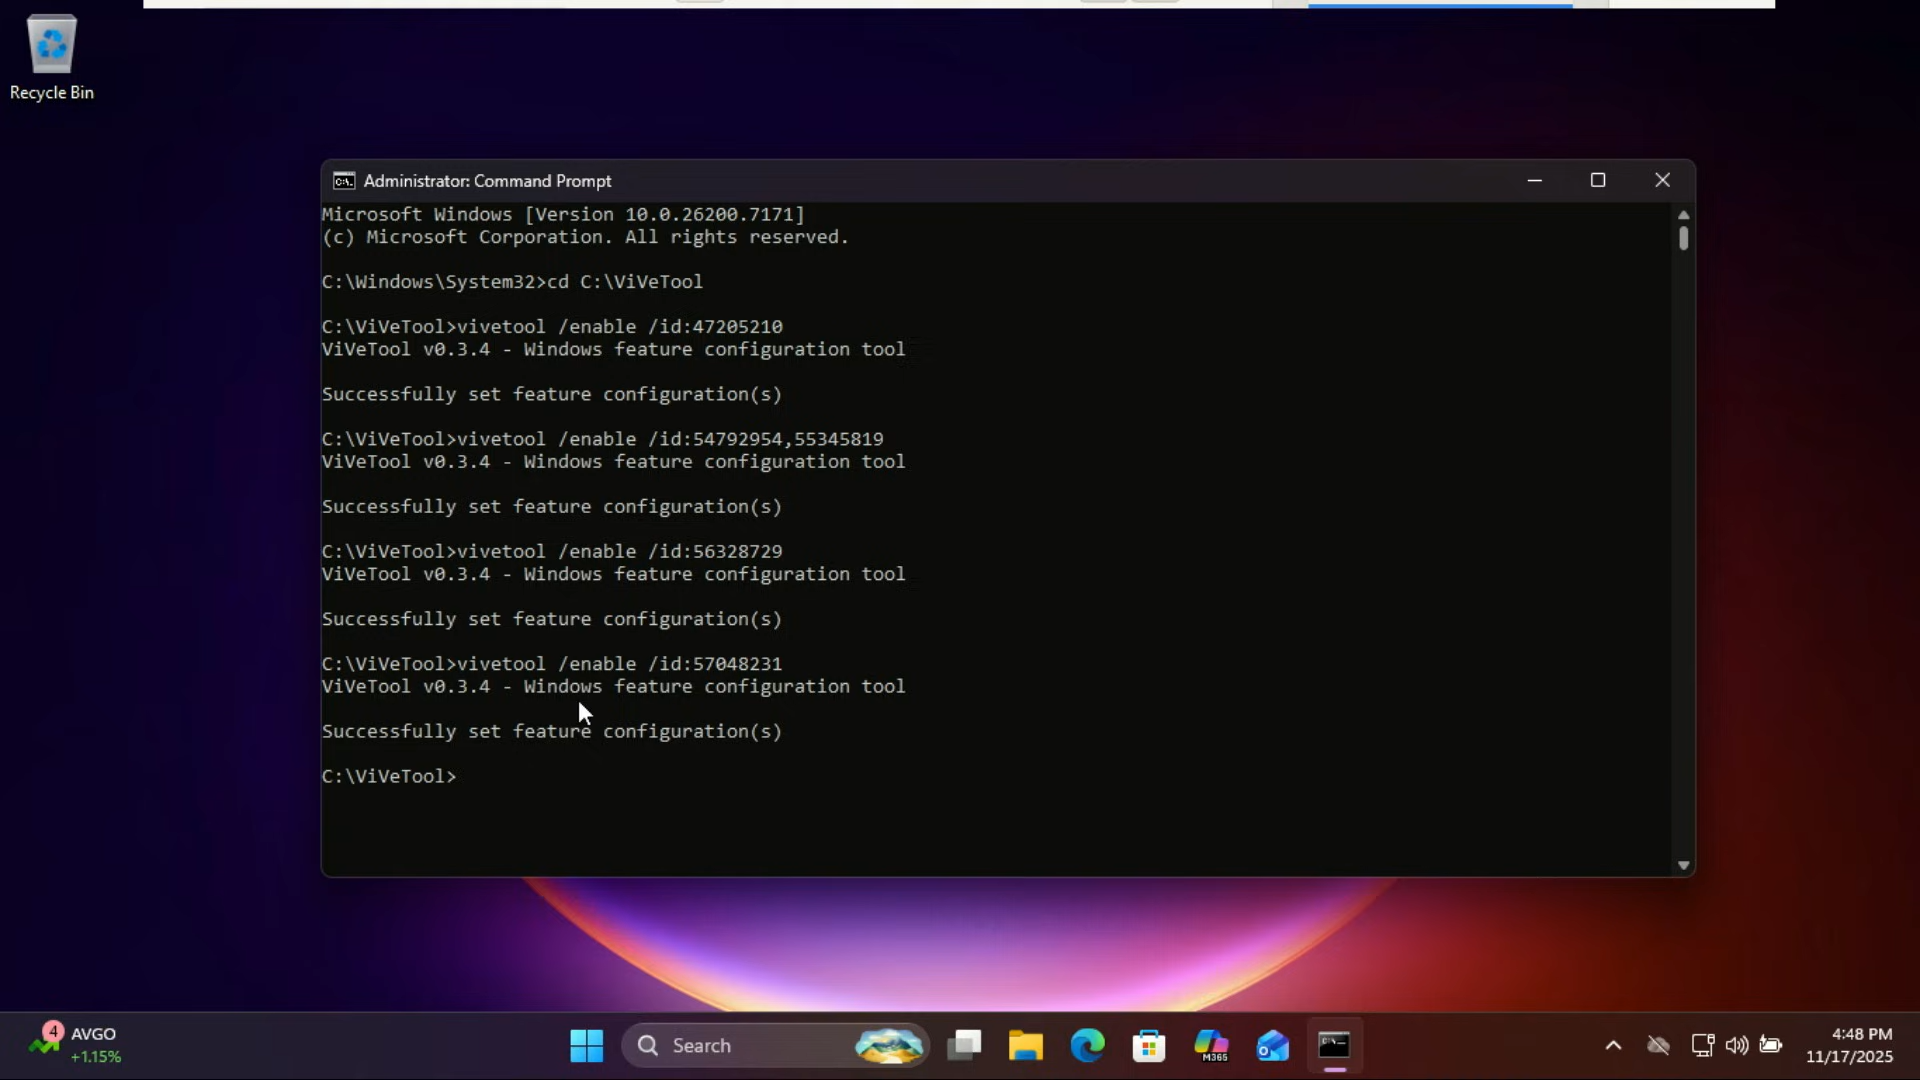 Recycle Bin
Administrator: Command Prompt
Microsoft Windows [Version 10.0.26200.7171]
(c) Microsoft Corporation. All rights reserved.
C:\Windows\System32>cd C:\ViVeTool
C:\ViVeTool>vivetool /enable /id:47205210
ViVeTool v0.3.4 - Windows feature configuration tool
Successfully set feature configuration(s)
C:\ViVeTool>vivetool /enable /id:54792954,55345819
ViVeTool v0.3.4 - Windows feature configuration tool
Successfully set feature configuration(s)
C:\ViVeTool>vivetool /enable /id:56328729
ViVeTool v0.3.4 - Windows feature configuration tool
Successfully set feature configuration(s)
C:\ViVeTool>vivetool /enable /id:57048231
ViVeTool v0.3.4 - Windows feature configuration tool
Successfully set feature configuration(s)
C:\ViVeTool>
4
AVGO
+1.15%
Search
M365
4:48 PM
11/17/2025